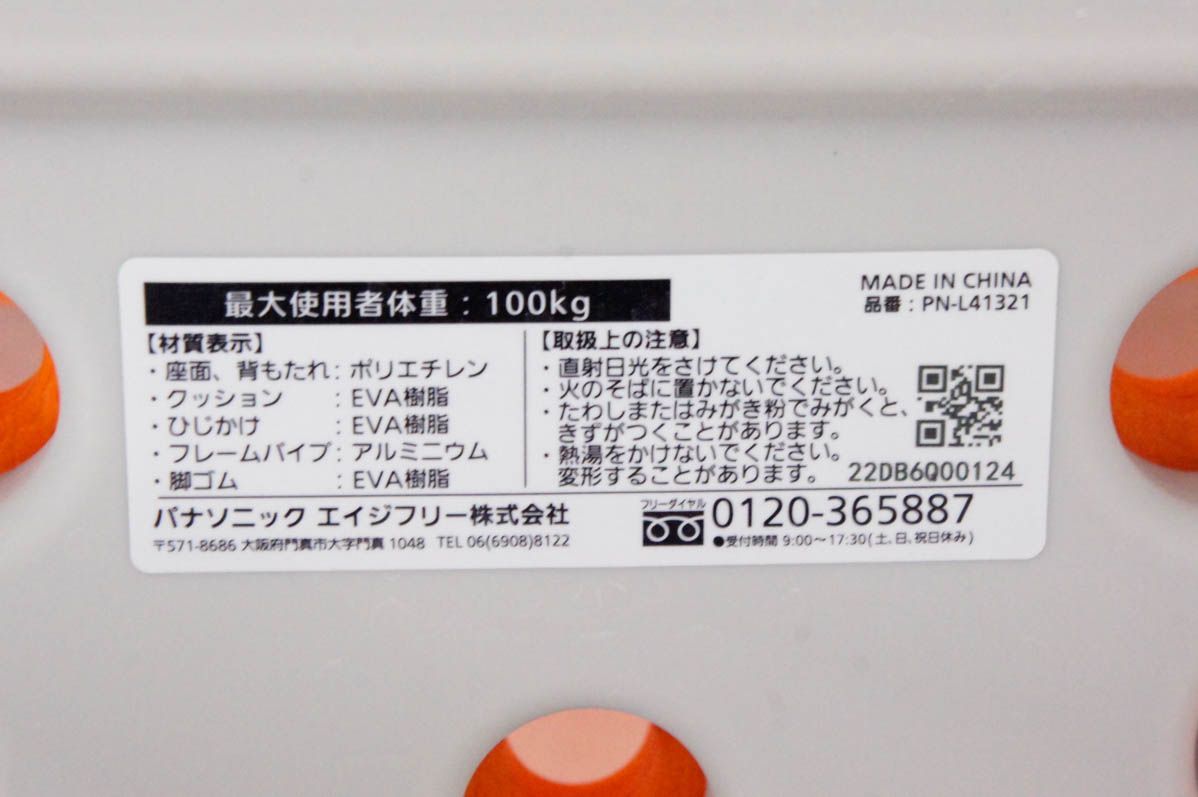 最大使用者体重：100kg
MADE IN CHINA
品番：PN-L41321
【材質表示】
・座面、背もたれ：ポリエチレン
・クッション ：EVA樹脂
・ひじかけ ：EVA樹脂
・フレームパイプ：アルミニウム
・脚ゴム ：EVA樹脂
【取扱上の注意】
・直射日光をさけてください。
・火のそばに置かないでください。
・たわしまたはみがき粉でみがくと、
きずがつくことがあります。
・熱湯をかけないでください。
変形することがあります。
22DB6Q00124
パナソニック エイジフリー株式会社
〒571-8686 大阪府門真市大字門真 1048 TEL 06(6908)8122
フリーダイヤル
0120-365887
●受付時間 9:00〜17:30(土、日、祝日休み)